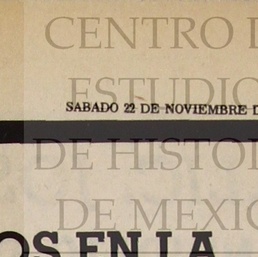 CENTRO D
ESTUDIO
SABADO 22 DE NOVIEMBRE D
DE HISTO
DE MEXIC
OS EN LA